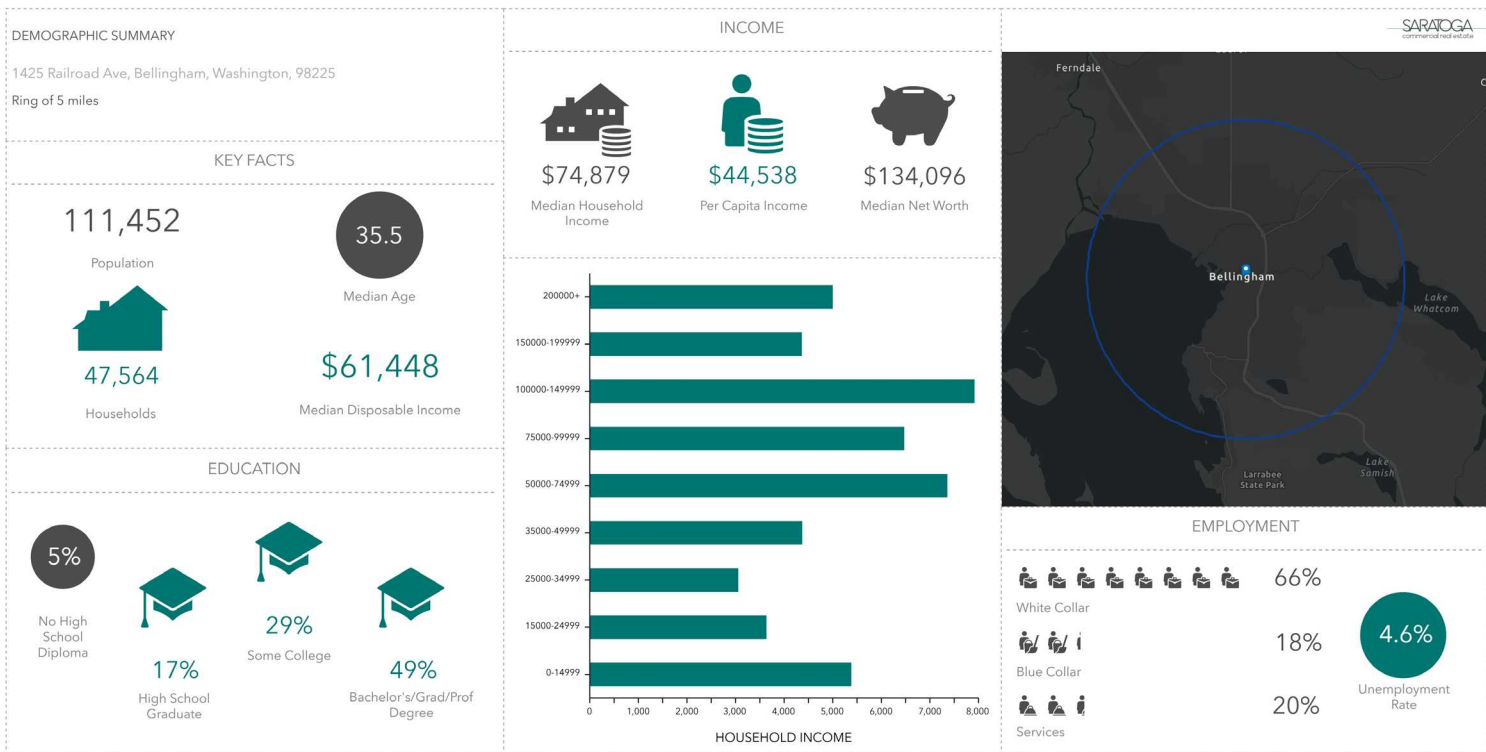 DEMOGRAPHIC SUMMARY
1425 Railroad Ave, Bellingham, Washington, 98225
Ring of 5 miles
KEY FACTS
111,452
Population
35.5
Median Age
47,564
Households
$61,448
Median Disposable Income
EDUCATION
5%
No High
School
Diploma
17%
High School
Graduate
29%
Some College
49%
Bachelor's/Grad/Prof
Degree
INCOME
$74,879
Median Household
Income
$44,538
Per Capita Income
$134,096
Median Net Worth
200000+
150000-199999
100000-149999
75000-99999
50000-74999
35000-49999
25000-34999
15000-24999
0-14999
0 1,000 2,000 3,000 4,000 5,000 6,000 7,000 8,000
HOUSEHOLD INCOME
SARATOGA
commercial real estate
Ferndale
Bellingham
Lake
Whatcom
Lake
Samish
Larrabee
State Park
EMPLOYMENT
66%
White Collar
18%
Blue Collar
20%
Services
4.6%
Unemployment
Rate